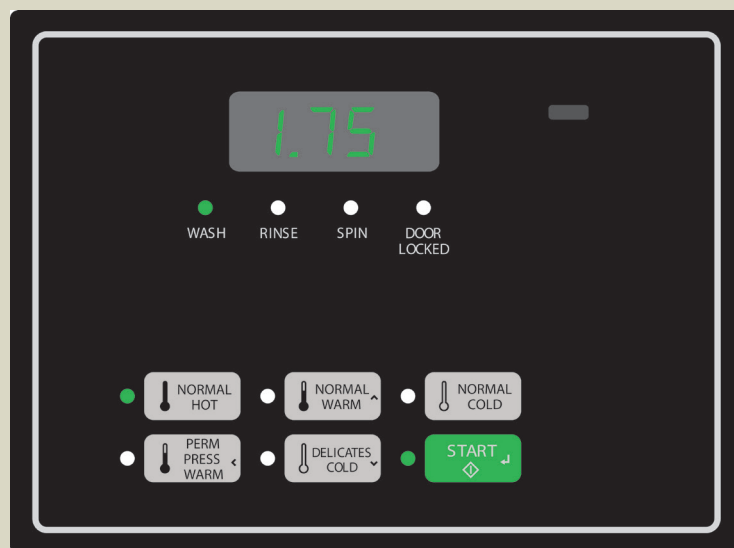 1.75
WASH
RINSE
SPIN
DOOR
LOCKED
NORMAL
HOT
NORMAL
WARM
NORMAL
COLD
PERM
PRESS
WARM
DELICATES
COLD
START